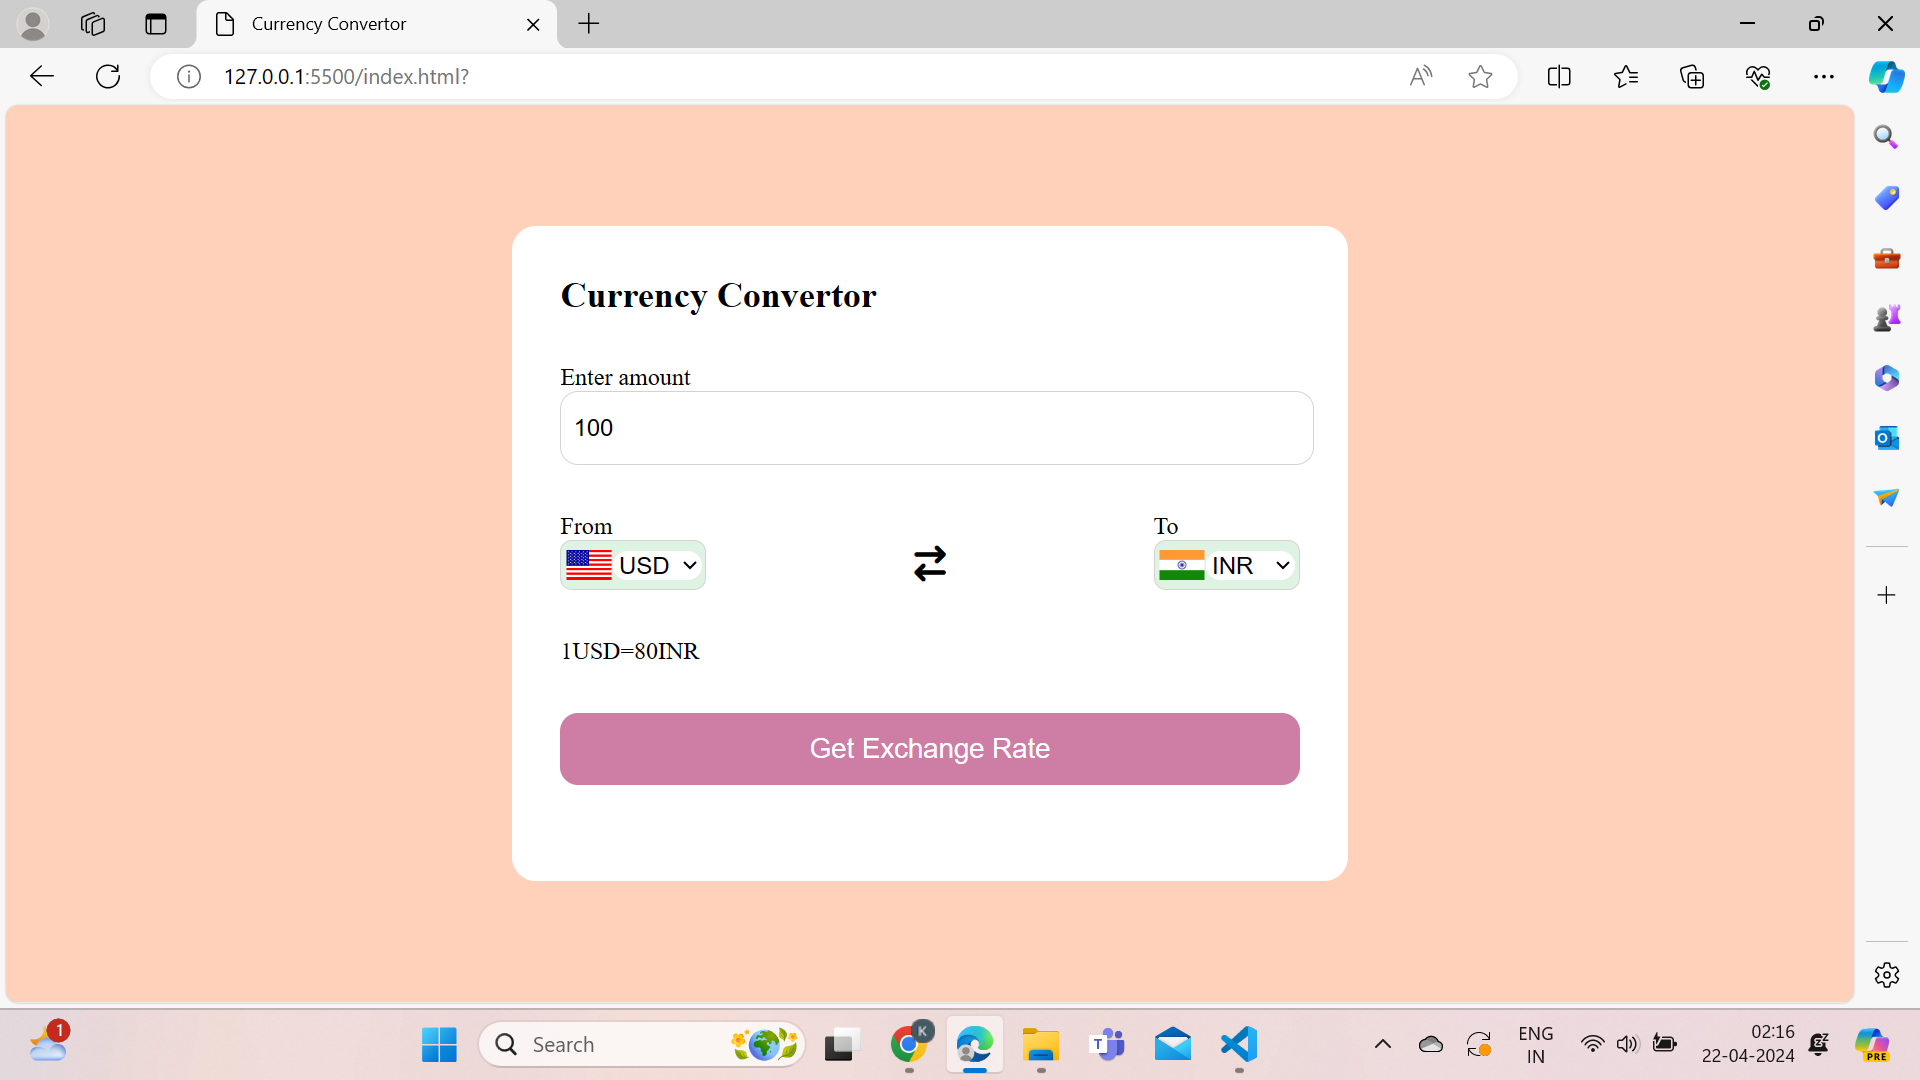 Currency Convertor
127.0.0.1:5500/index.html?
Currency Convertor
Enter amount
100
From
To
USD
INR
1USD=80INR
Get Exchange Rate
1
Search
K
T
ENG
IN
02:16
22-04-2024
PRE